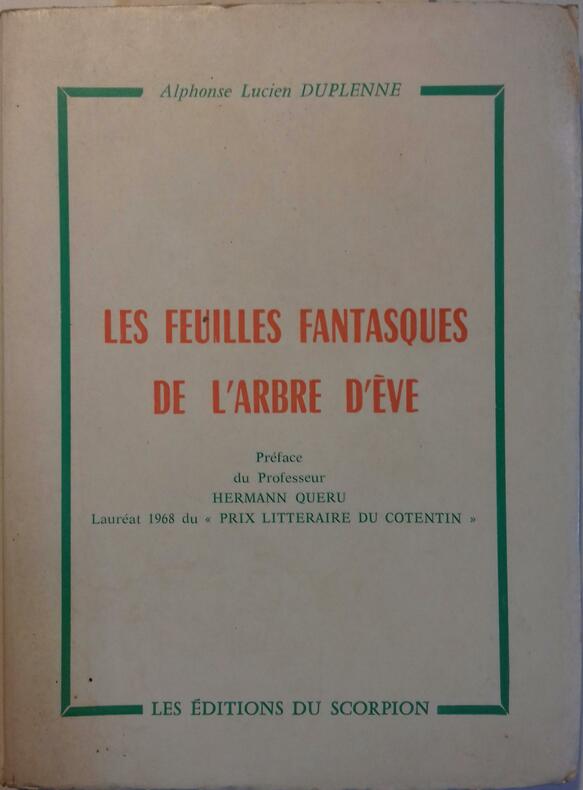 Alphonse Lucien DUPLENNE
LES FEUILLES FANTASQUES
DE L'ARBRE D'ÈVE
Préface
du Professeur
HERMANN QUERU
Lauréat 1968 du « PRIX LITTERAIRE DU COTENTIN »
LES ÉDITIONS DU SCORPION